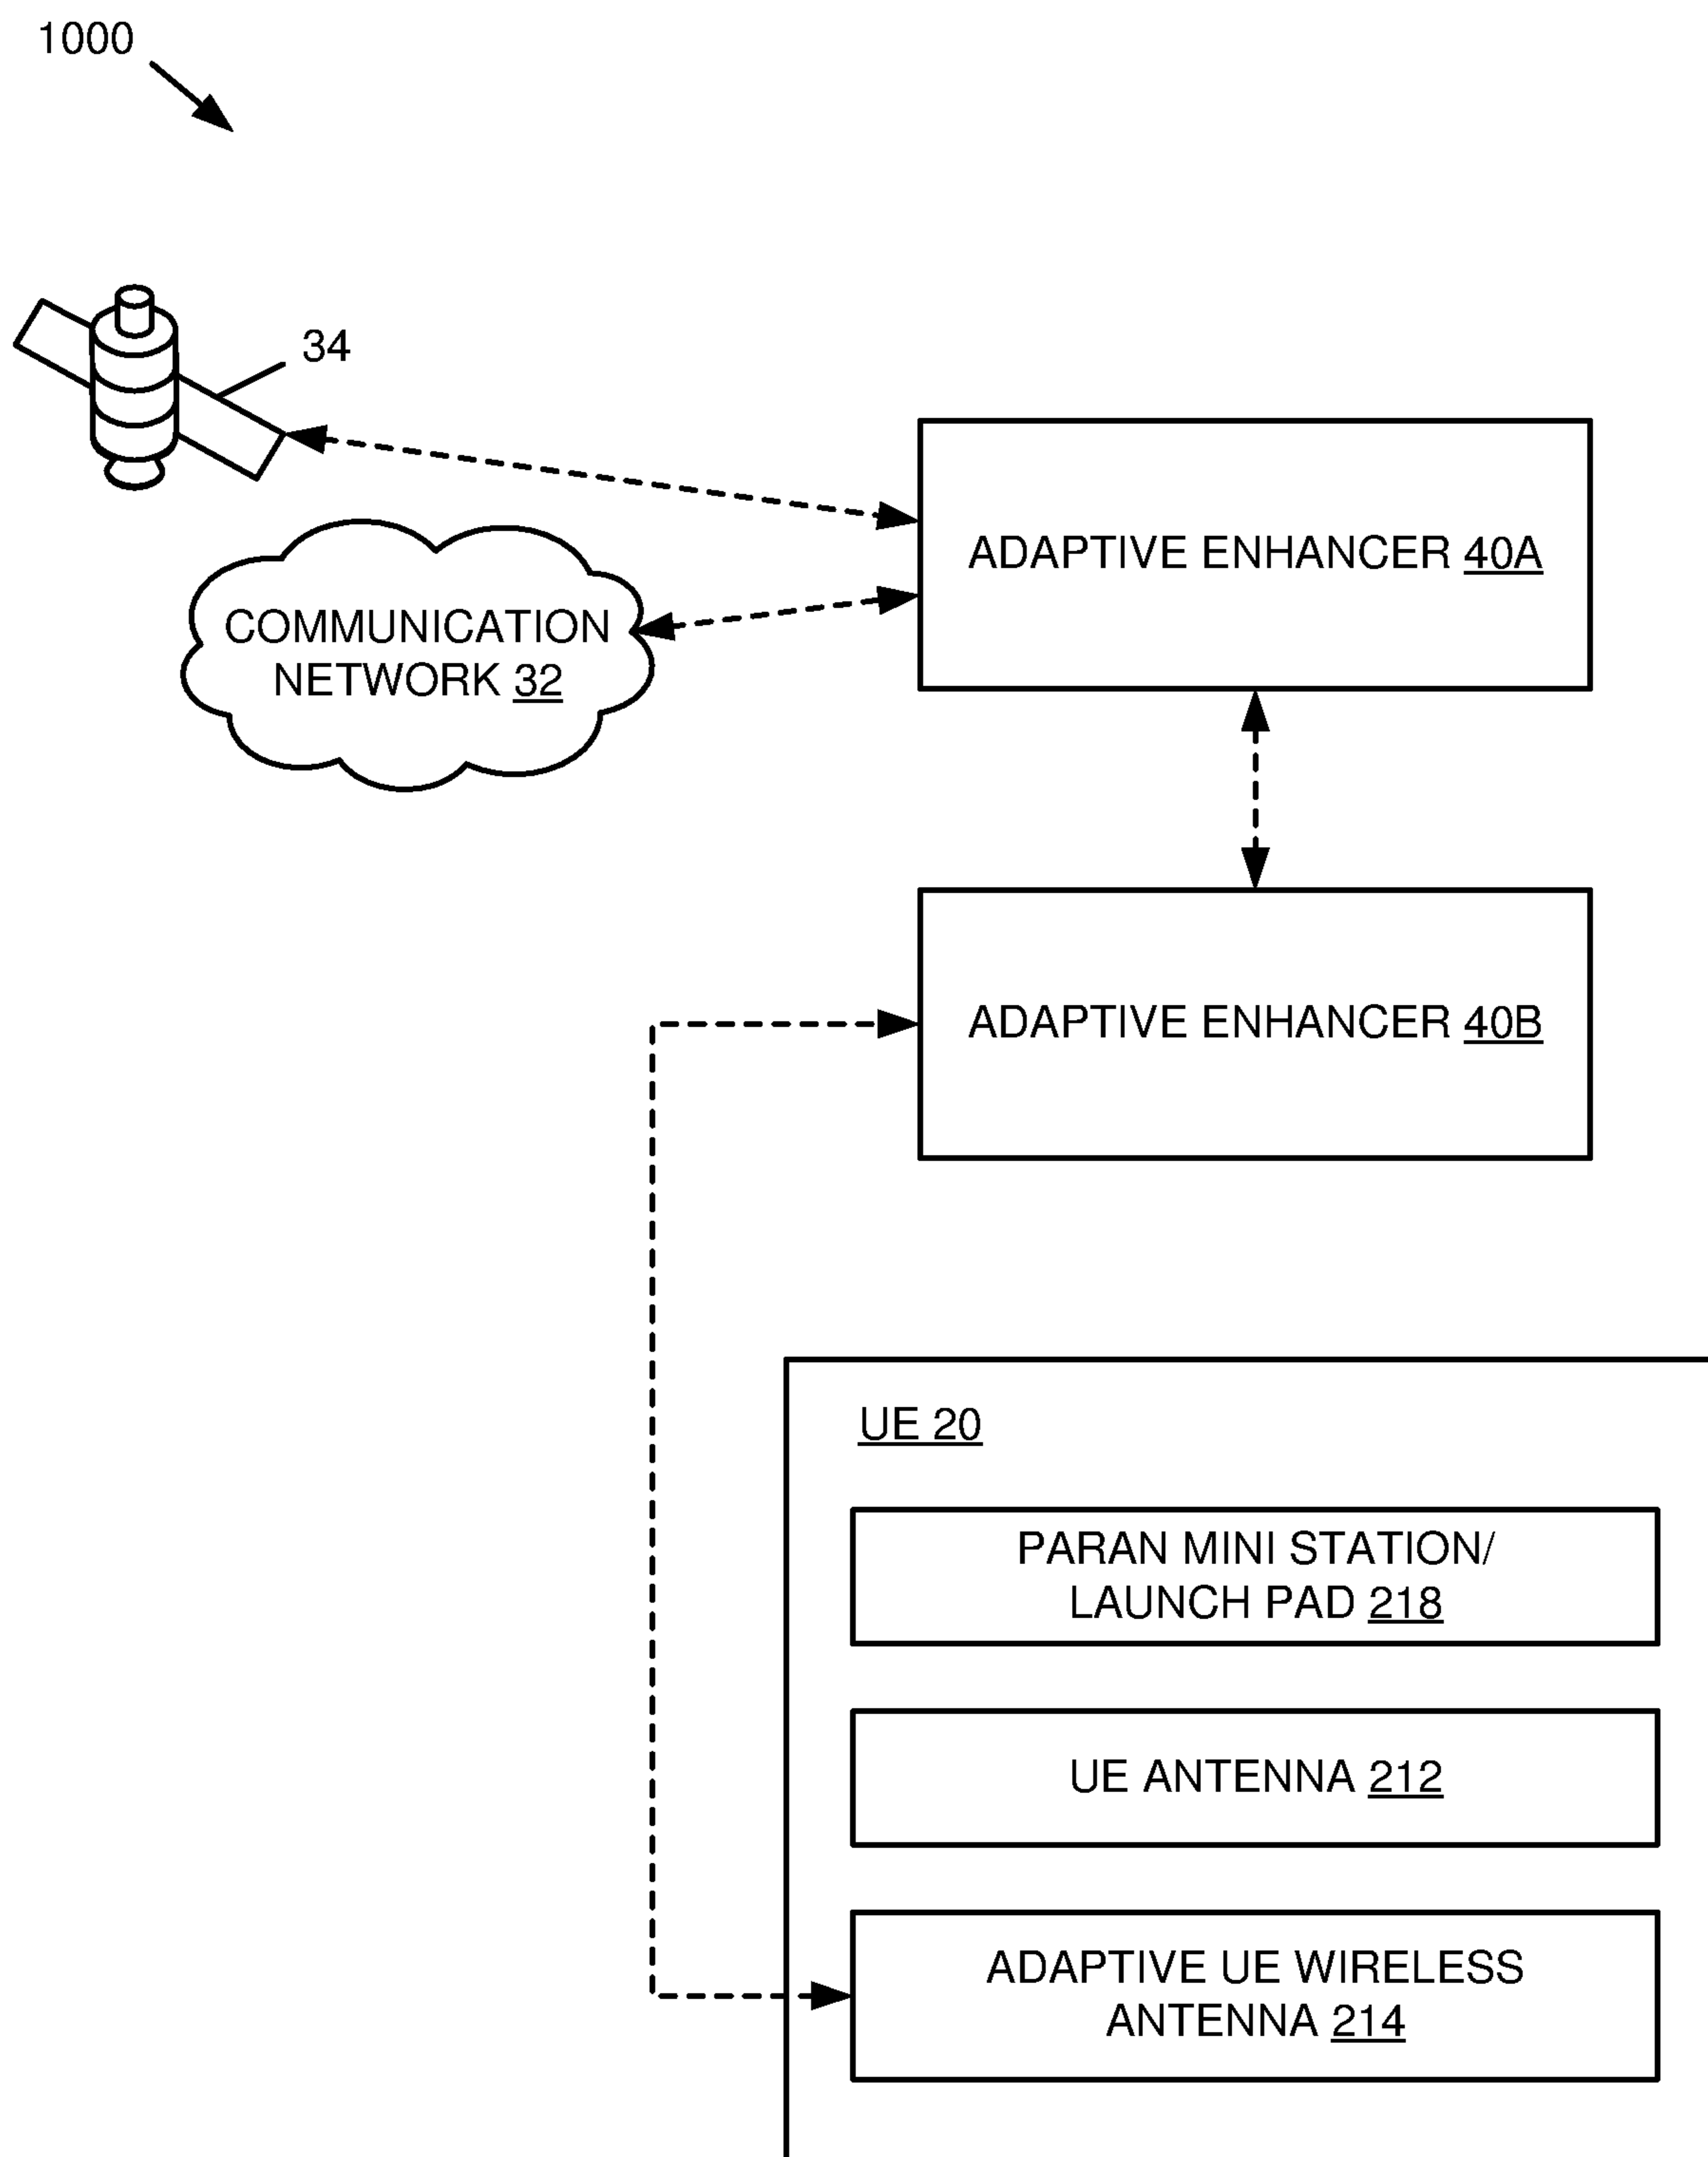 1000
34
ADAPTIVE ENHANCER 40A
COMMUNICATION
NETWORK 32
ADAPTIVE ENHANCER 40B
UE 20
PARAN MINI STATION/
LAUNCH PAD 218
UE ANTENNA 212
ADAPTIVE UE WIRELESS
ANTENNA 214